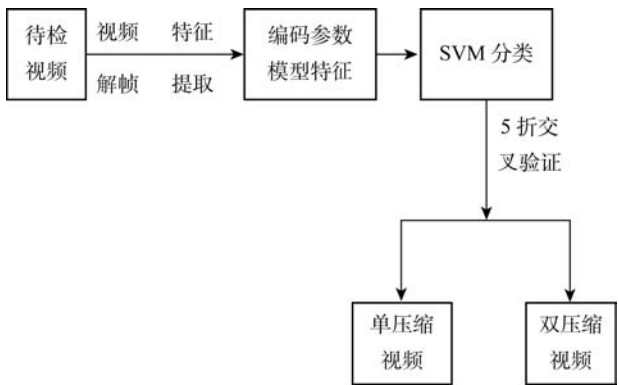 待检
视频
视频 特征
解帧 提取
编码参数
模型特征
SVM 分类
5 折交
叉验证
单压缩
视频
双压缩
视频